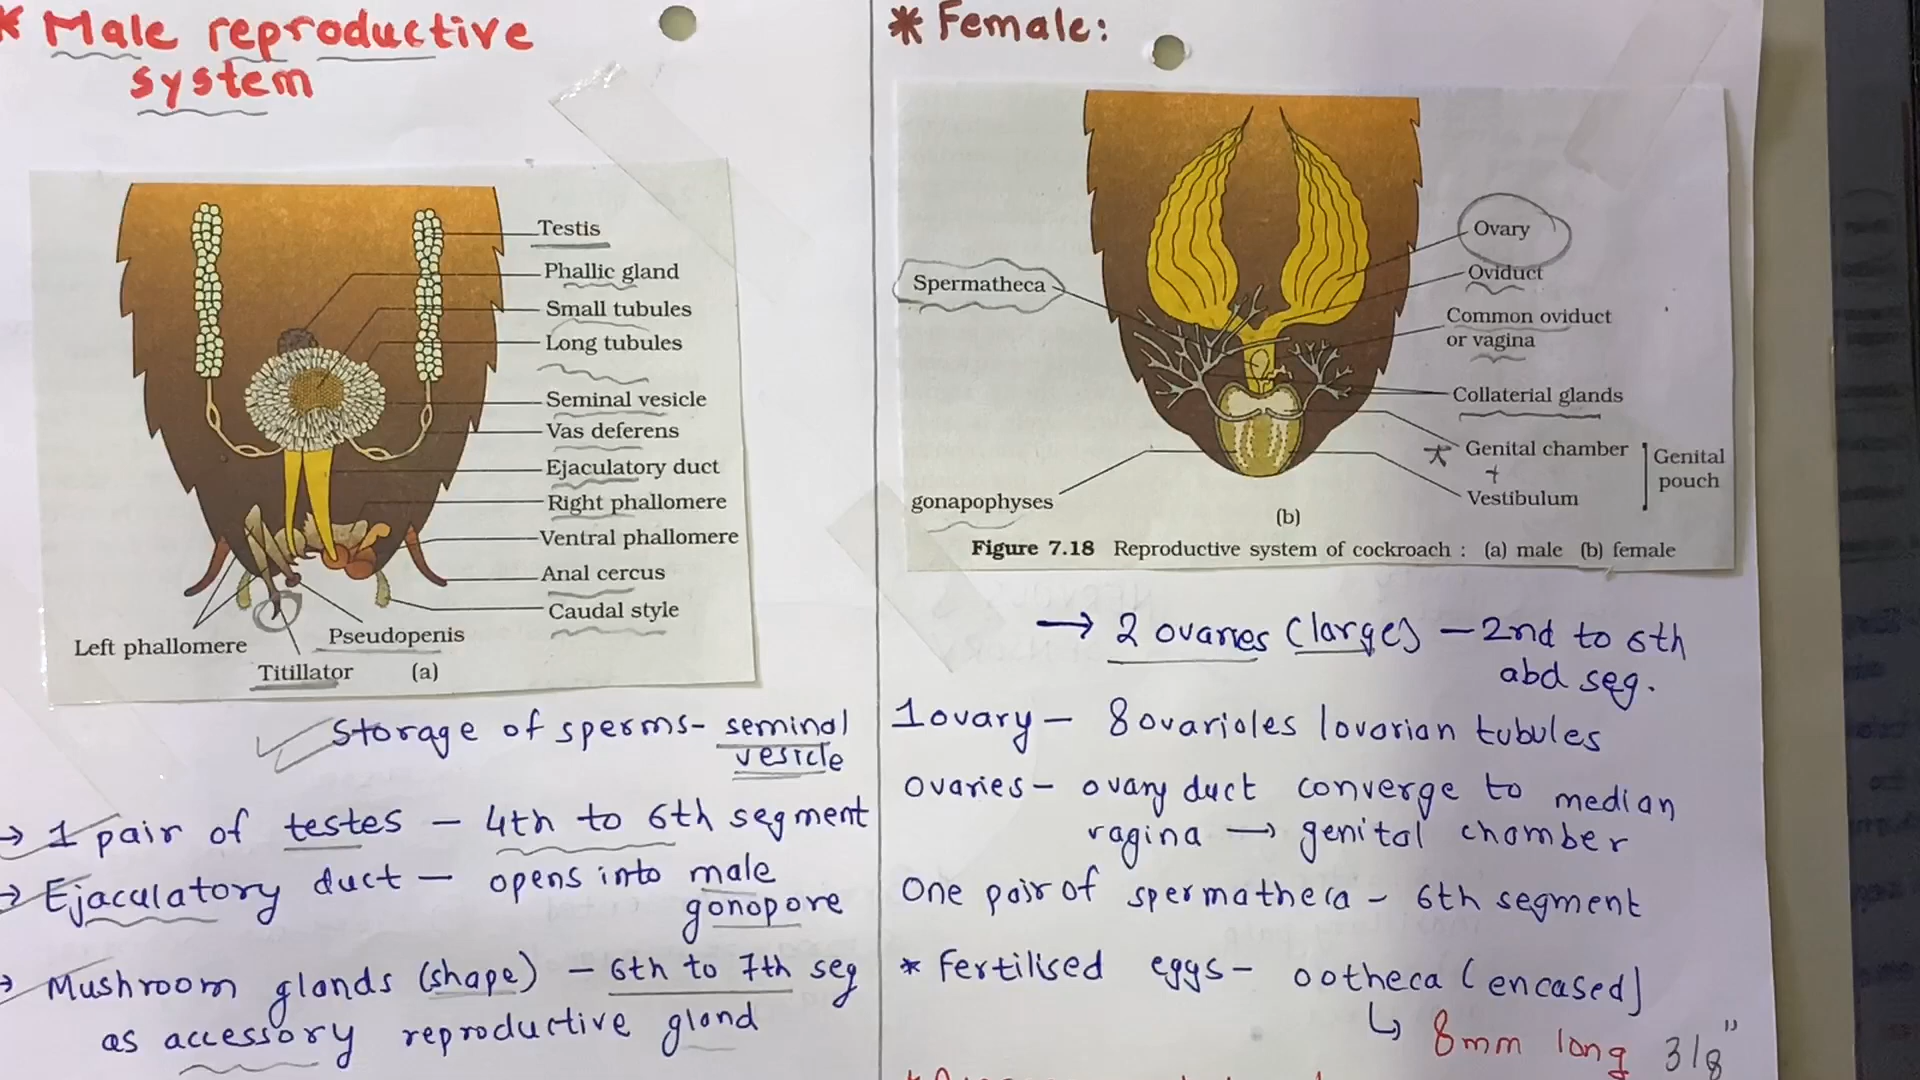 * Male reproductive
system
Testis
Phallic gland
Small tubules
Long tubules
Seminal vesicle
Vas deferens
Ejaculatory duct
Right phallomere
Ventral phallomere
Anal cercus
Caudal style
Left phallomere
Pseudopenis
Titillator
(a)
Storage of sperms- seminal
vesicle
→ 1 pair of testes - 4th to 6th segment
→ Ejaculatory duct - opens into male
gonopore
→ Mushroom glands (shape) - 6th to 7th seg
as accessory reproductive gland
* Female:
Spermatheca
Ovary
Oviduct
Common oviduct
or vagina
Collaterial glands
* Genital chamber
+
Vestibulum
Genital
pouch
gonapophyses
(b)
Figure 7.18 Reproductive system of cockroach : (a) male (b) female
→ 2 ovaries (large) - 2nd to 6th
abd seg.
1 ovary - 8 ovarioles lovarian tubules
ovaries - ovary duct converge to median
vagina → genital chamber
One pair of spermatheca - 6th segment
* Fertilised eggs - ootheca (encased)
↳ 8mm long 3/8"